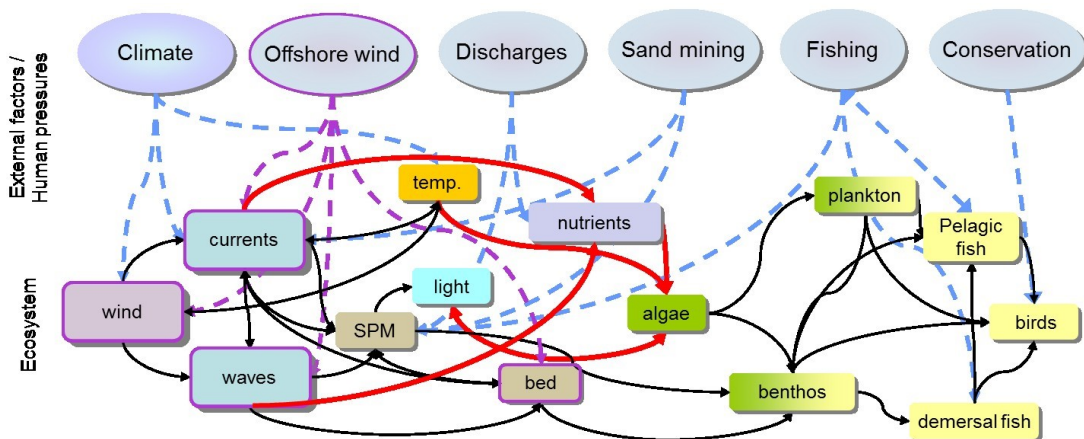 External factors /
Human pressures
Climate
Offshore wind
Discharges
Sand mining
Fishing
Conservation
Ecosystem
temp.
plankton
currents
nutrients
Pelagic
fish
light
wind
SPM
algae
birds
waves
bed
benthos
demersal fish